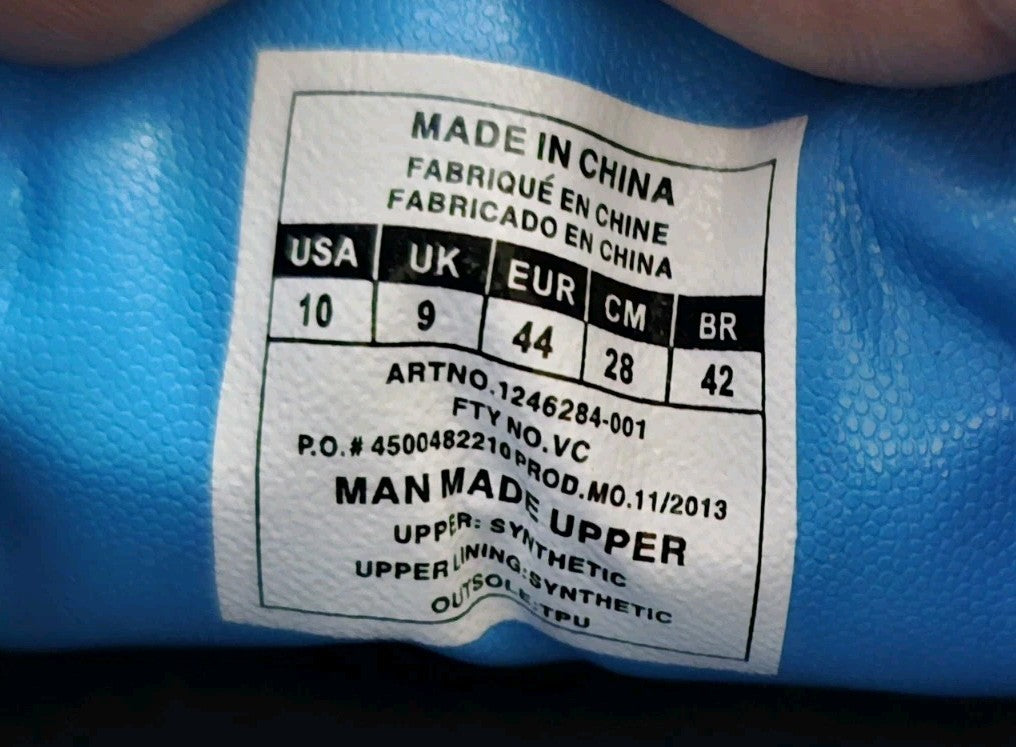 MADE IN CHINA
FABRIQUÉ EN CHINE
FABRICADO EN CHINA
USA UK EUR CM BR
10 9 44 28 42
ARTNO.1246284-001
FTY NO.VC
P.O.# 4500482210 PROD.MO.11/2013
MAN MADE UPPER
UPPER: SYNTHETIC
UPPER LINING:SYNTHETIC
OUTSOLE:TPU